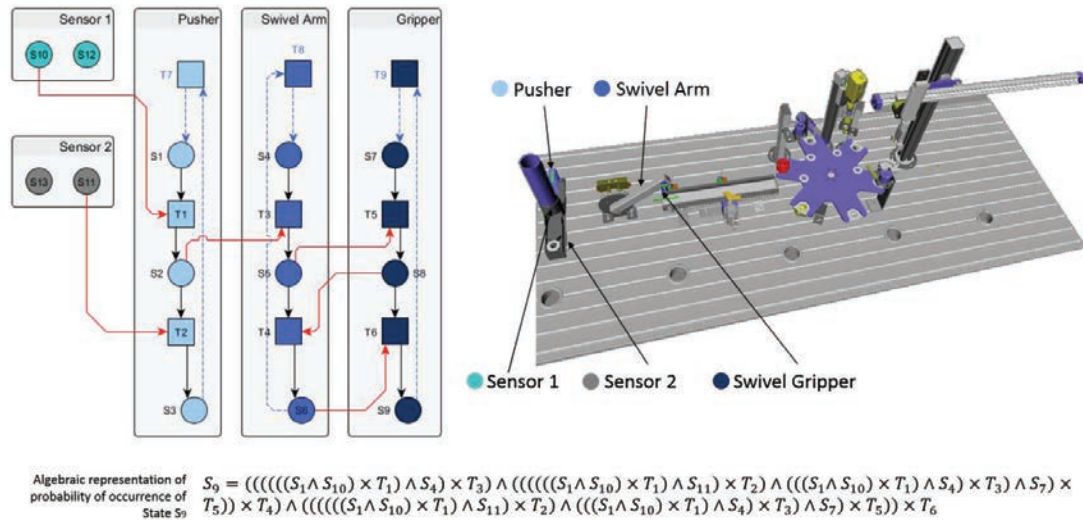 Sensor 1
Pusher
Swivel Arm
Gripper
S10
S12
T7
T8
T9
Sensor 2
S13
S11
S1
S4
S7
T1
T3
T5
S2
S5
S8
T2
T4
T6
S3
S6
S9
Pusher
Swivel Arm
Sensor 1
Sensor 2
Swivel Gripper
Algebraic representation of
probability of occurrence of
State S₉
S₉ = ((((((S₁∧ S₁₀) × T₁) ∧ S₄) × T₃) ∧ ((((((S₁∧ S₁₀) × T₁) ∧ S₁₁) × T₂) ∧ (((S₁∧ S₁₀) × T₁) ∧ S₄) × T₃) ∧ S₇) ×
T₅)) × T₄) ∧ ((((((S₁∧ S₁₀) × T₁) ∧ S₁₁) × T₂) ∧ (((S₁∧ S₁₀) × T₁) ∧ S₄) × T₃) ∧ S₇) × T₅)) × T₆